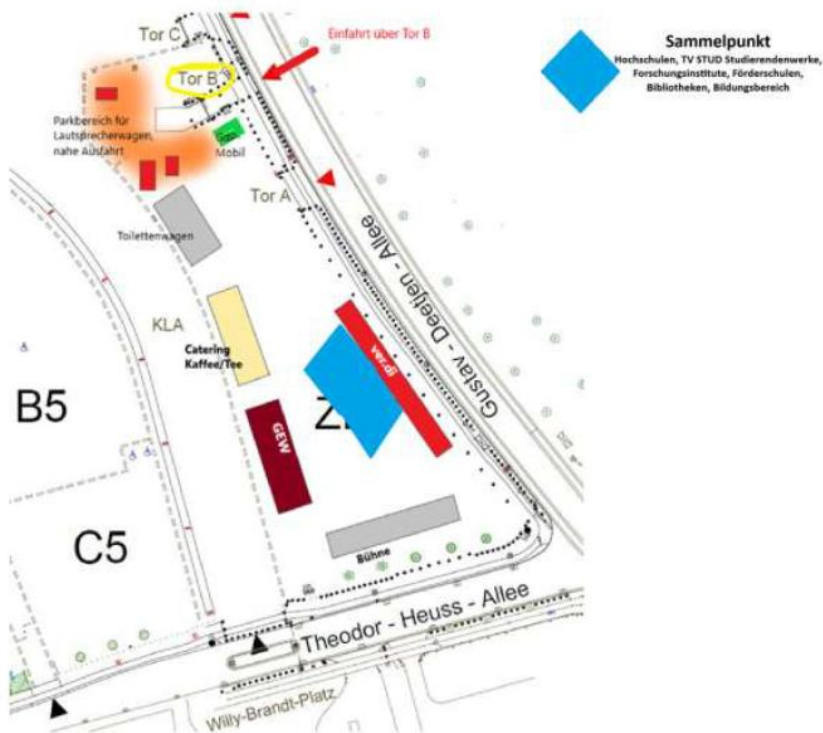 Tor C
Einfahrt über Tor B
Tor B
Sammelpunkt
Hochschulen, TV STUD Studierendenwerke,
Forschungsinstitute, Förderschulen,
Bibliotheken, Bildungsbereich
Parkbereich für
Lautsprecherwagen,
nahe Ausfahrt
Mobil
Tor A
Toilettenwagen
Gustav - Deetjen - Allee
KLA
Catering
Kaffee/Tee
ver.di
B5
GEW
C5
Bühne
Theodor - Heuss - Allee
Willy-Brandt-Platz